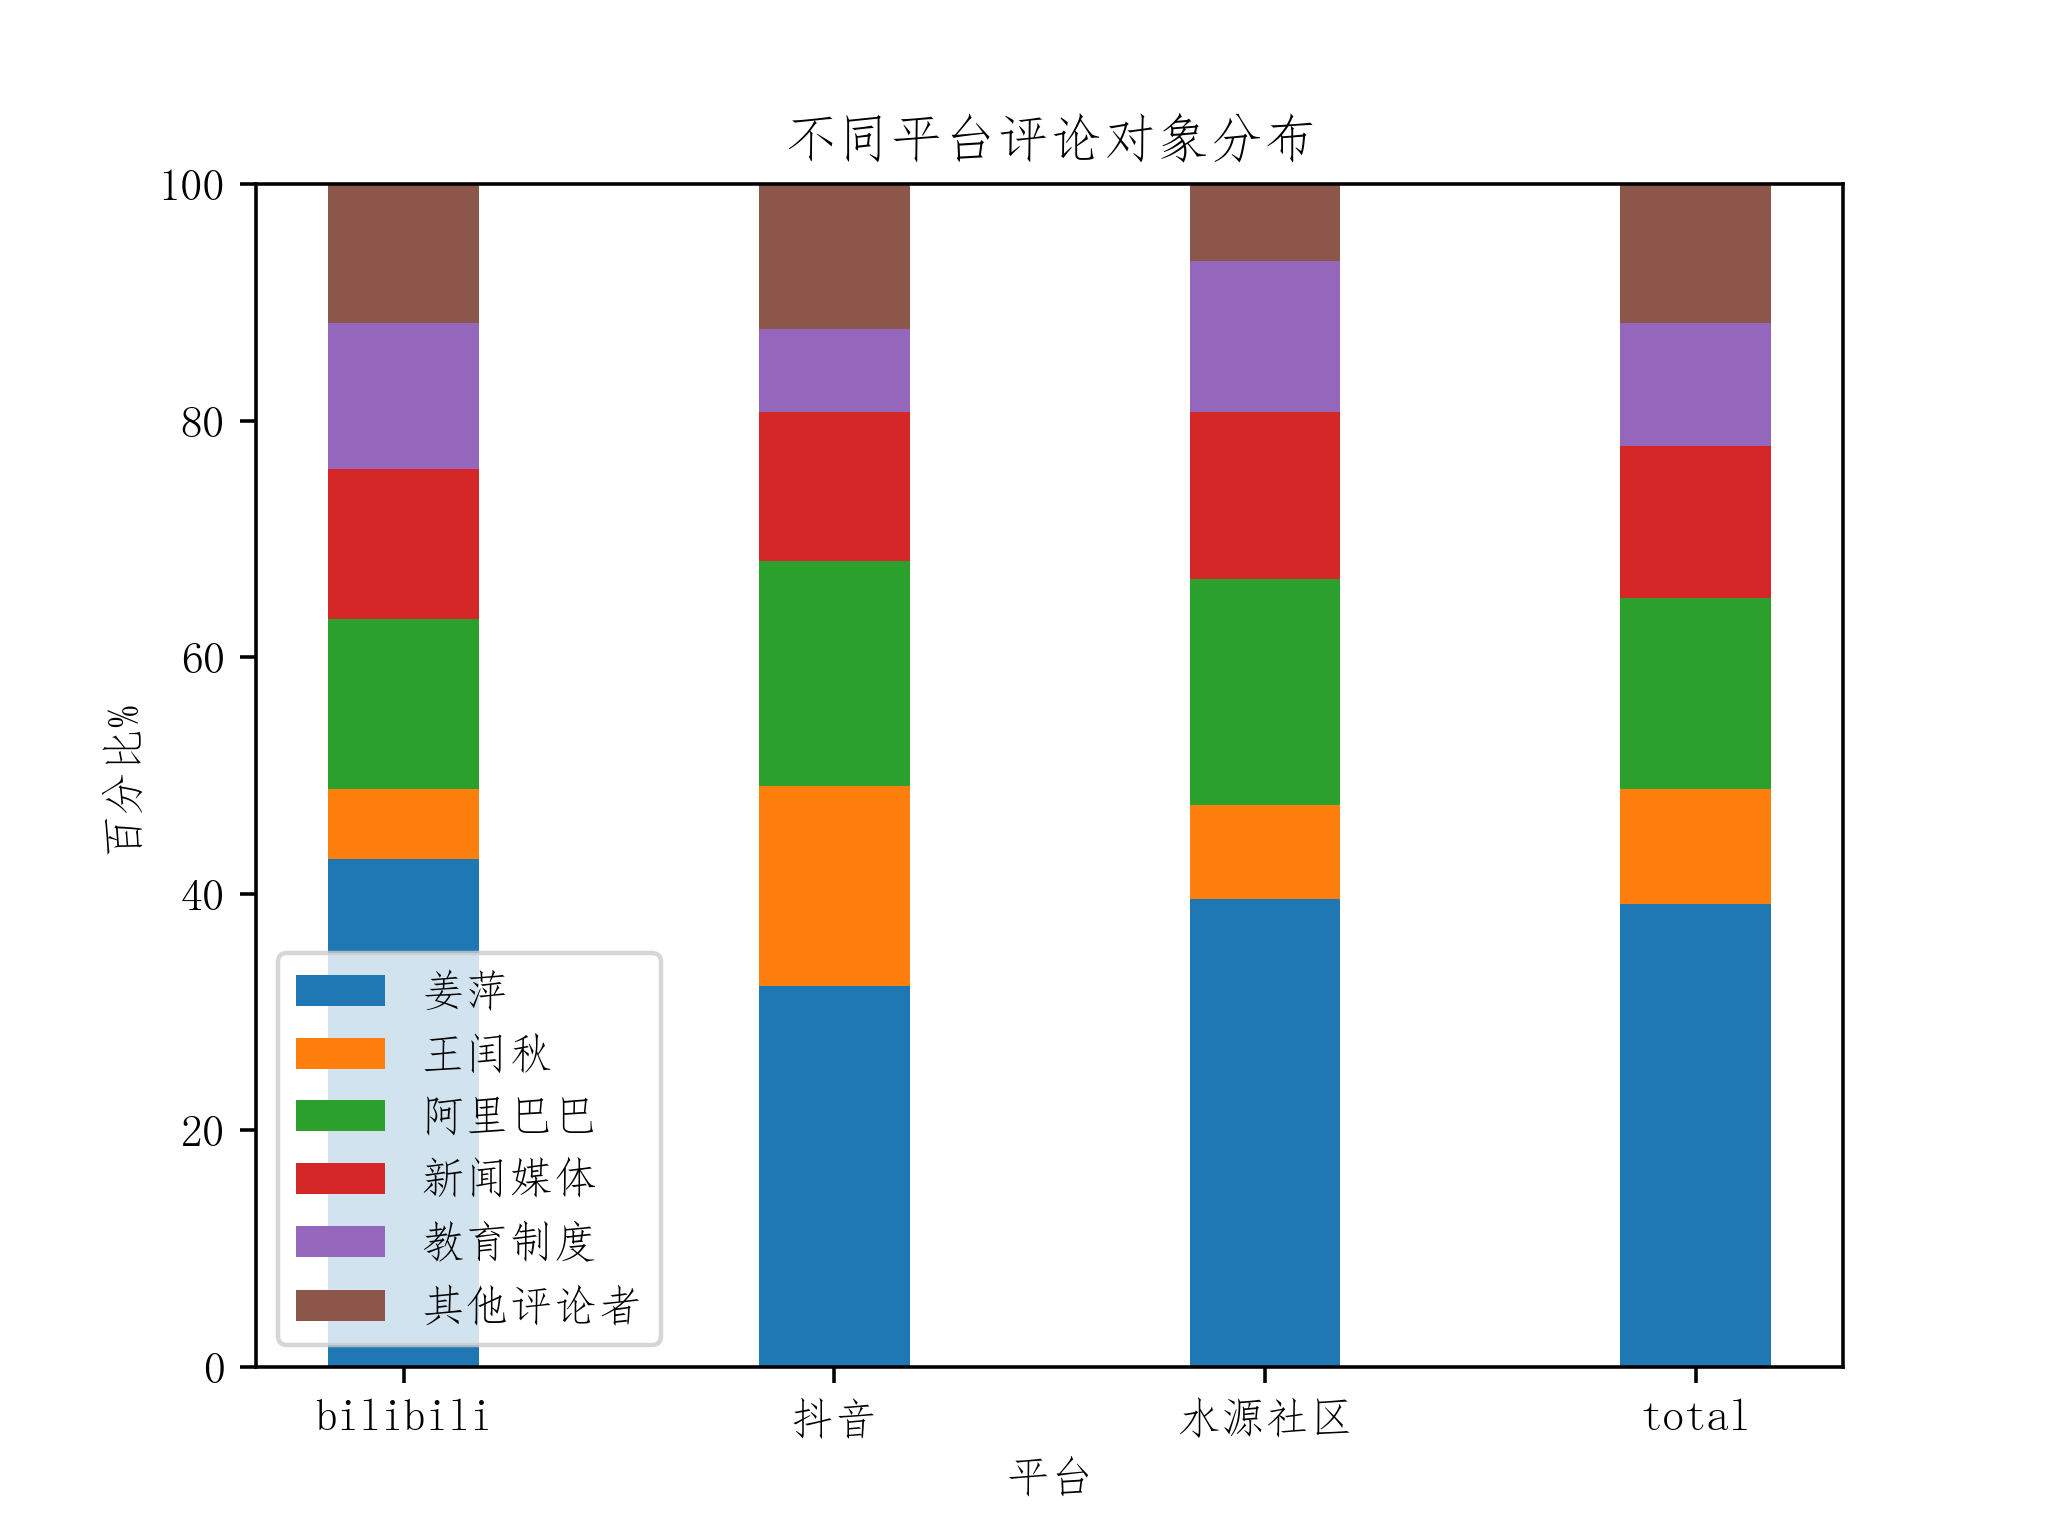 不同平台评论对象分布
100
80
60
40
20
0
百分比%
姜萍
王闰秋
阿里巴巴
新闻媒体
教育制度
其他评论者
bilibili 抖音 水源社区 total
平台